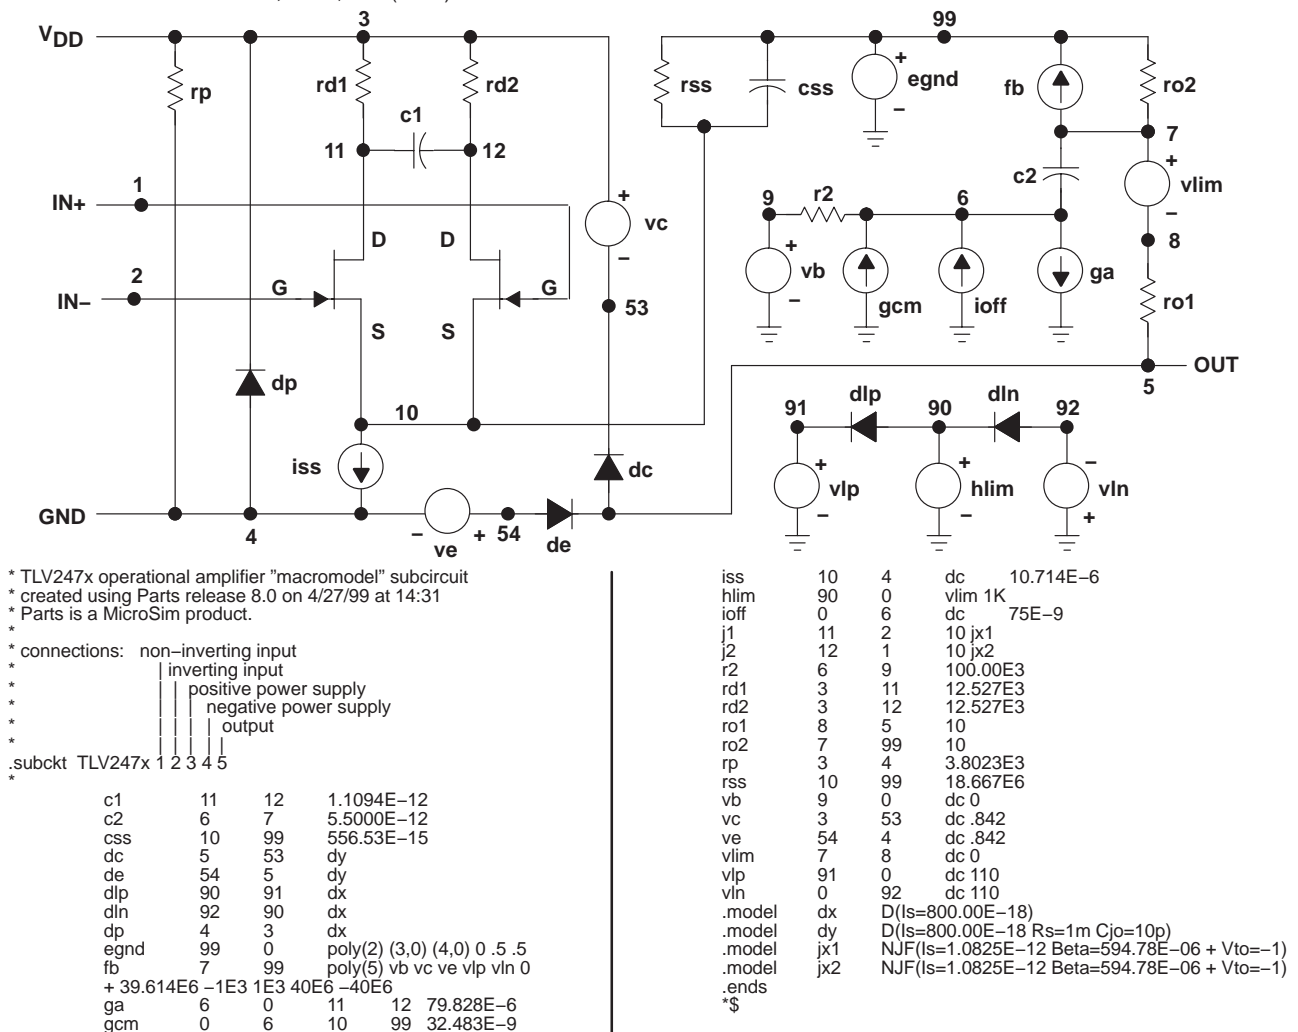 3
99
VDD
rp
rd1
rd2
c1
11
12
rss
css
egnd
+
−
fb
ro2
7
c2
+
vlim
−
8
IN+
1
+
vc
−
53
9
r2
6
+
vb
−
gcm
ioff
ga
ro1
D
D
IN−
2
G
G
S
S
dp
OUT
5
10
iss
dc
91
dlp
90
dln
92
+
vlp
−
+
hlim
−
−
vln
+
GND
4
−
ve
+
54
de
* TLV247x operational amplifier ”macromodel” subcircuit
* created using Parts release 8.0 on 4/27/99 at 14:31
* Parts is a MicroSim product.
*
* connections: non−inverting input
* | inverting input
* | | positive power supply
* | | | negative power supply
* | | | | output
* | | | | |
.subckt TLV247x 1 2 3 4 5
*
c1 11 12 1.1094E−12
c2 6 7 5.5000E−12
css 10 99 556.53E−15
dc 5 53 dy
de 54 5 dy
dlp 90 91 dx
dln 92 90 dx
dp 4 3 dx
egnd 99 0 poly(2) (3,0) (4,0) 0 .5 .5
fb 7 99 poly(5) vb vc ve vlp vln 0
+ 39.614E6 −1E3 1E3 40E6 −40E6
ga 6 0 11 12 79.828E−6
gcm 0 6 10 99 32.483E−9
iss 10 4 dc 10.714E−6
hlim 90 0 vlim 1K
ioff 0 6 dc 75E−9
j1 11 2 10 jx1
j2 12 1 10 jx2
r2 6 9 100.00E3
rd1 3 11 12.527E3
rd2 3 12 12.527E3
ro1 8 5 10
ro2 7 99 10
rp 3 4 3.8023E3
rss 10 99 18.667E6
vb 9 0 dc 0
vc 3 53 dc .842
ve 54 4 dc .842
vlim 7 8 dc 0
vlp 91 0 dc 110
vln 0 92 dc 110
.model dx D(Is=800.00E−18)
.model dy D(Is=800.00E−18 Rs=1m Cjo=10p)
.model jx1 NJF(Is=1.0825E−12 Beta=594.78E−06 + Vto=−1)
.model jx2 NJF(Is=1.0825E−12 Beta=594.78E−06 + Vto=−1)
.ends
*$